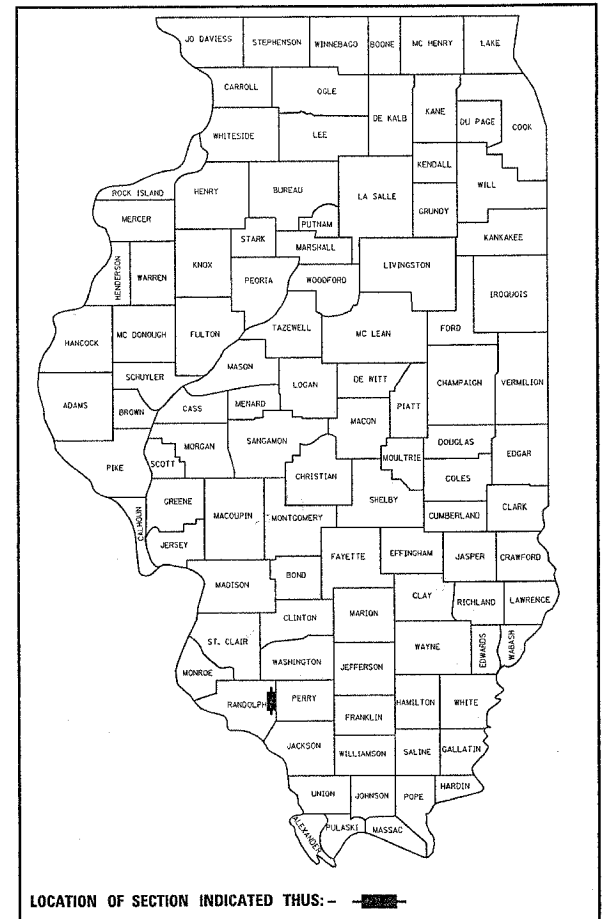 JO DAVIESS STEPHENSON WINNEBAGO BOONE MC HENRY LAKE
CARROLL OGLE DE KALB KANE DU PAGE COOK
WHITESIDE LEE KENDALL WILL
ROCK ISLAND HENRY BUREAU LA SALLE GRUNDY
MERCER PUTNAM KANKAKEE
STARK MARSHALL
HENDERSON WARREN KNOX PEORIA WOODFORD LIVINGSTON IROQUOIS
HANCOCK MC DONOUGH FULTON TAZEWELL MC LEAN FORD
SCHUYLER MASON LOGAN DE WITT CHAMPAIGN VERMILION
ADAMS BROWN CASS MENARD MACON PIATT
PIKE SCOTT MORGAN SANGAMON CHRISTIAN MOULTRIE DOUGLAS EDGAR
COLES
CALHOUN GREENE MACOUPIN MONTGOMERY SHELBY CUMBERLAND CLARK
JERSEY FAYETTE EFFINGHAM JASPER CRAWFORD
MADISON BOND CLAY RICHLAND LAWRENCE
CLINTON MARION
ST. CLAIR WASHINGTON JEFFERSON WAYNE EDWARDS WABASH
MONROE
RANDOLPH PERRY FRANKLIN HAMILTON WHITE
JACKSON WILLIAMSON SALINE GALLATIN
UNION JOHNSON POPE HARDIN
ALEXANDER PULASKI MASSAC
LOCATION OF SECTION INDICATED THUS: -